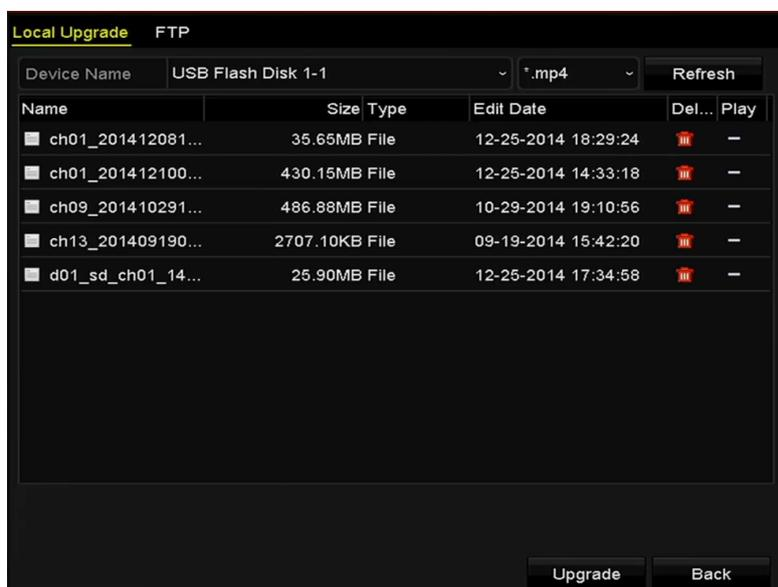 Local Upgrade FTP
Device Name USB Flash Disk 1-1 *.mp4 Refresh
Name Size Type Edit Date Del... Play
ch01_201412081... 35.65MB File 12-25-2014 18:29:24
ch01_201412100... 430.15MB File 12-25-2014 14:33:18
ch09_201410291... 486.88MB File 10-29-2014 19:10:56
ch13_201409190... 2707.10KB File 09-19-2014 15:42:20
d01_sd_ch01_14... 25.90MB File 12-25-2014 17:34:58
Upgrade Back